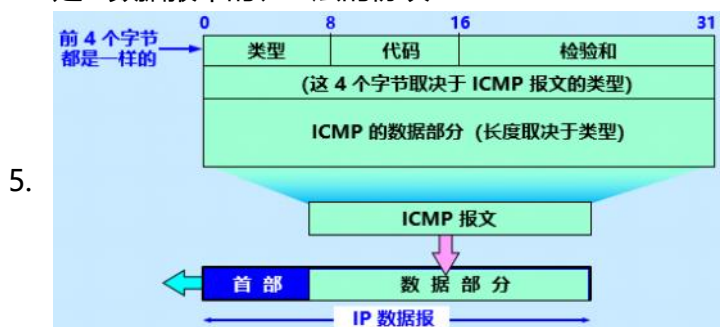 0 8 16 31
前 4 个字节
都是一样的
类型 代码 检验和
(这 4 个字节取决于 ICMP 报文的类型)
ICMP 的数据部分 (长度取决于类型)
5.
ICMP 报文
首 部 数 据 部 分
IP 数据报